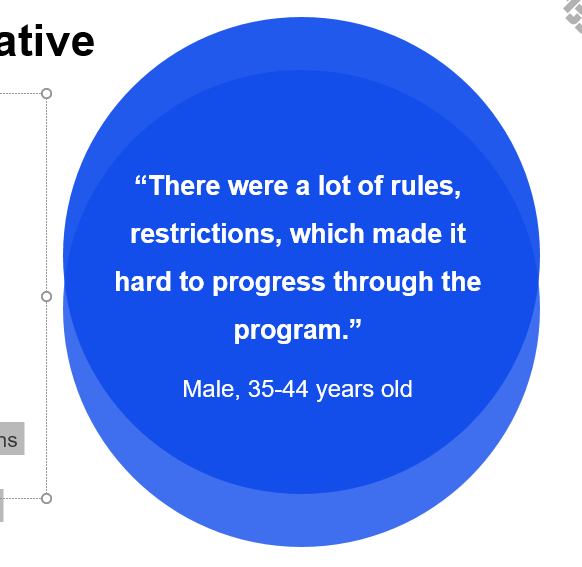 ative
“There were a lot of rules,
restrictions, which made it
hard to progress through the
program.”
Male, 35-44 years old
ns